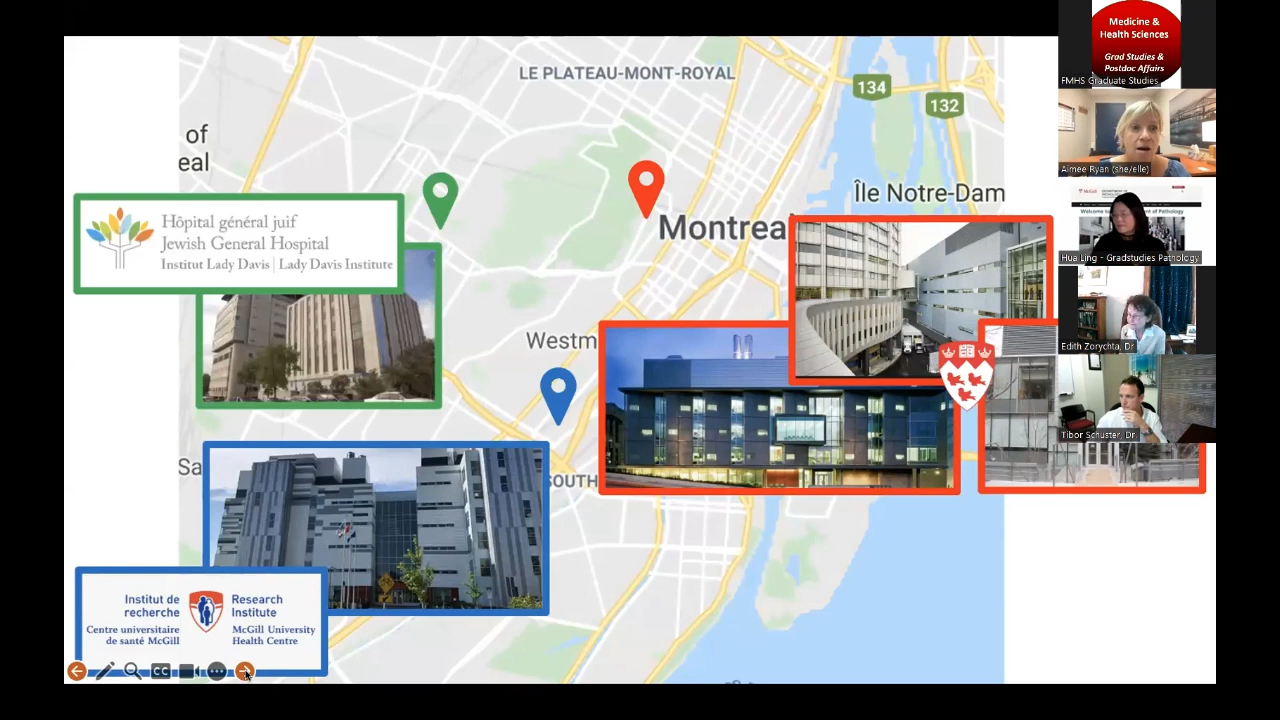 LE PLATEAU-MONT-ROYAL
134
132
of
eal
Île Notre-Dam
Montrea
Hôpital général juif
Jewish General Hospital
Institut Lady Davis | Lady Davis Institute
Westm
Sa
SOUTH
Institut de
recherche
Centre universitaire
de santé McGill
Research
Institute
McGill University
Health Centre
CC
Medicine &
Health Sciences
Grad Studies &
Postdoc Affairs
FMHS Graduate Studies
Aimee Ryan (she/elle)
Hua Ling - Gradstudies Pathology
Edith Zorychta, Dr
Tibor Schuster, Dr.